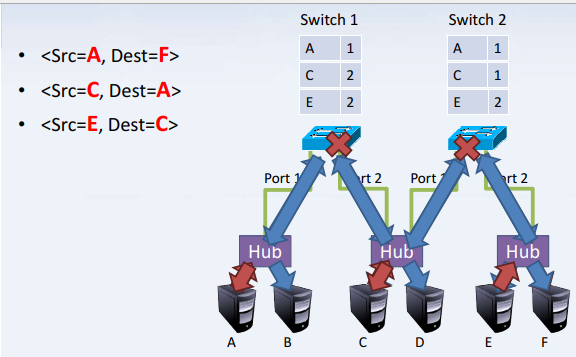 Switch 1
Switch 2
A 1
C 2
E 2
A 1
C 1
E 2
• <Src=A, Dest=F>
• <Src=C, Dest=A>
• <Src=E, Dest=C>
Port 1
rt 2
Port
rt 2
Hub
Hub
Hub
A
B
C
D
E
F